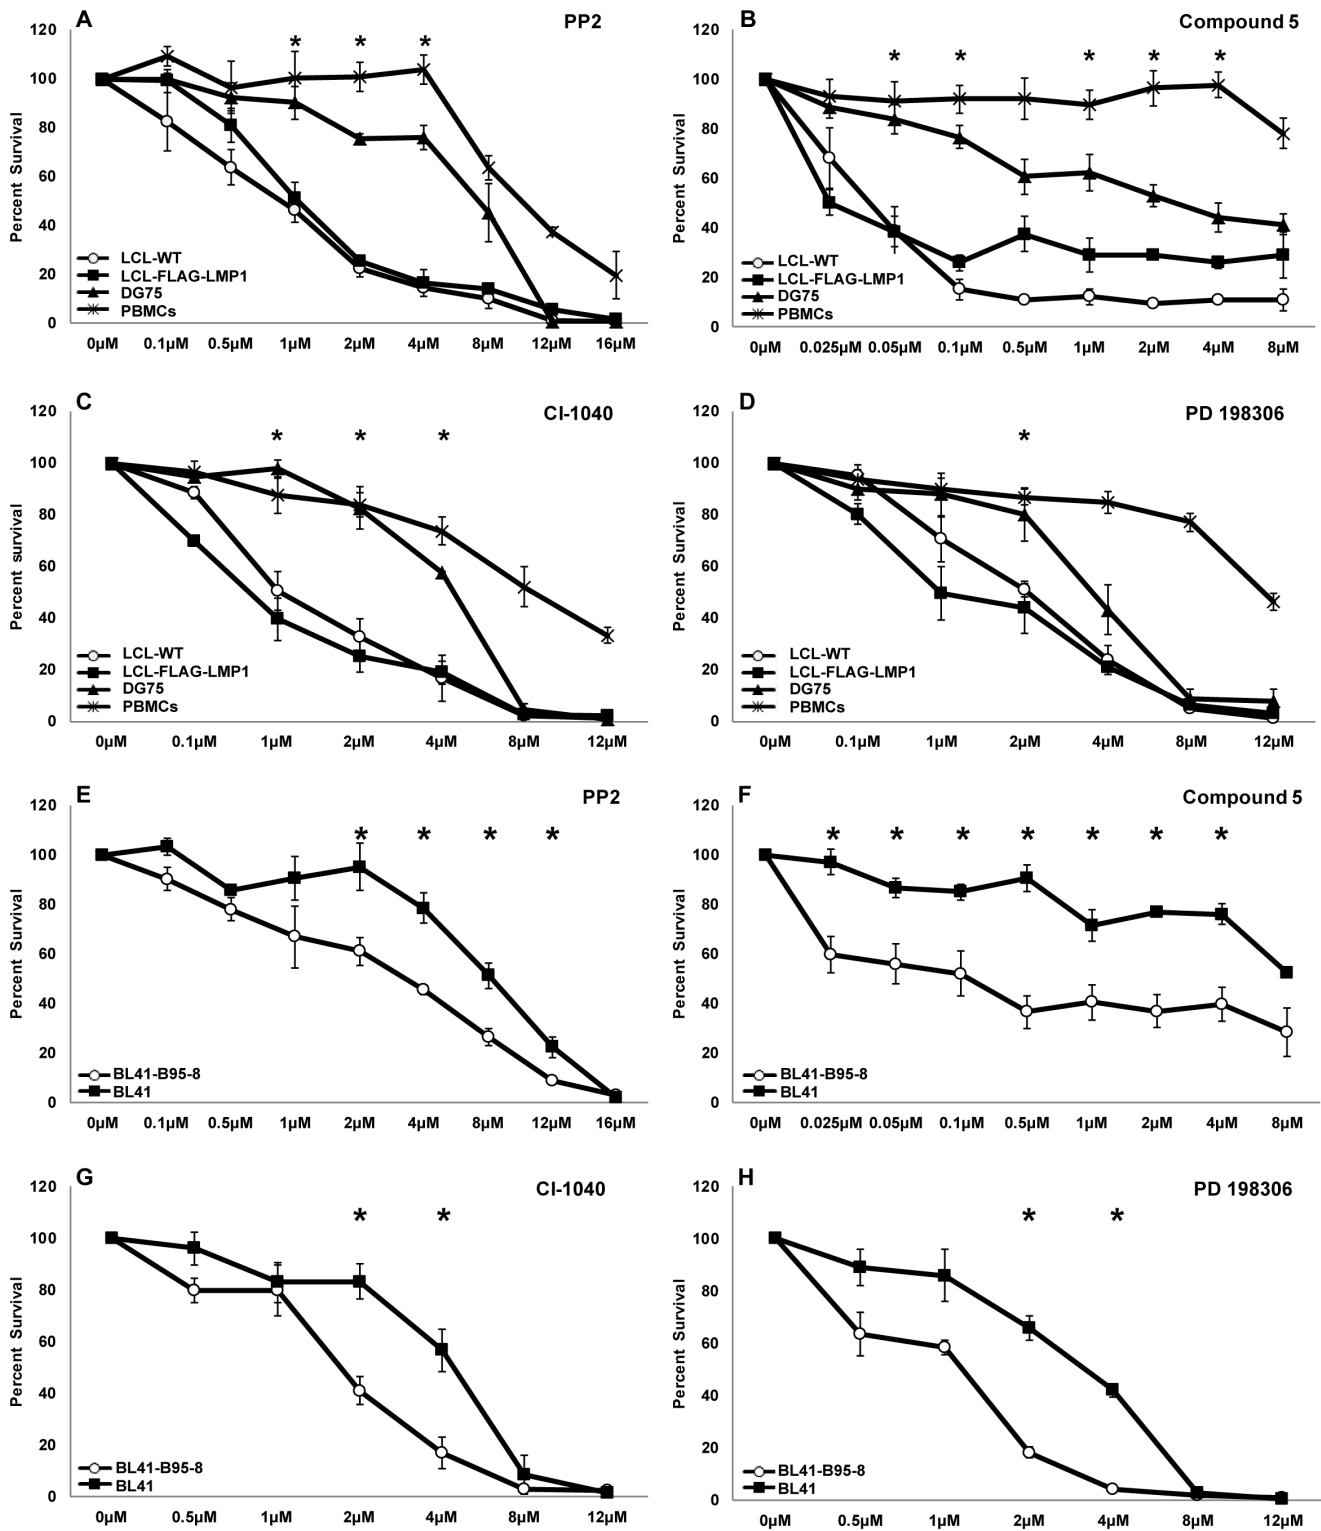 A
PP2
* * *
Percent Survival
120
100
80
60
40
20
0
LCL-WT
LCL-FLAG-LMP1
DG75
PBMCs
0µM 0.1µM 0.5µM 1µM 2µM 4µM 8µM 12µM 16µM
B
Compound 5
* * * * *
Percent Survival
120
100
80
60
40
20
0
LCL-WT
LCL-FLAG-LMP1
DG75
PBMCs
0µM 0.025µM 0.05µM 0.1µM 0.5µM 1µM 2µM 4µM 8µM
C
CI-1040
* * *
Percent survival
120
100
80
60
40
20
0
LCL-WT
LCL-FLAG-LMP1
DG75
PBMCs
0µM 0.1µM 1µM 2µM 4µM 8µM 12µM
D
PD 198306
*
Percent Survival
120
100
80
60
40
20
0
LCL-WT
LCL-FLAG-LMP1
DG75
PBMCs
0µM 0.1µM 1µM 2µM 4µM 8µM 12µM
E
PP2
* * * *
Percent Survival
120
100
80
60
40
20
0
BL41-B95-8
BL41
0µM 0.1µM 0.5µM 1µM 2µM 4µM 8µM 12µM 16µM
F
Compound 5
* * * * * * *
Percent Survival
120
100
80
60
40
20
0
BL41-B95-8
BL41
0µM 0.025µM 0.05µM 0.1µM 0.5µM 1µM 2µM 4µM 8µM
G
CI-1040
* *
Percent Survival
120
100
80
60
40
20
0
BL41-B95-8
BL41
0µM 0.5µM 1µM 2µM 4µM 8µM 12µM
H
PD 198306
* *
Percent Survival
120
100
80
60
40
20
0
BL41-B95-8
BL41
0µM 0.5µM 1µM 2µM 4µM 8µM 12µM